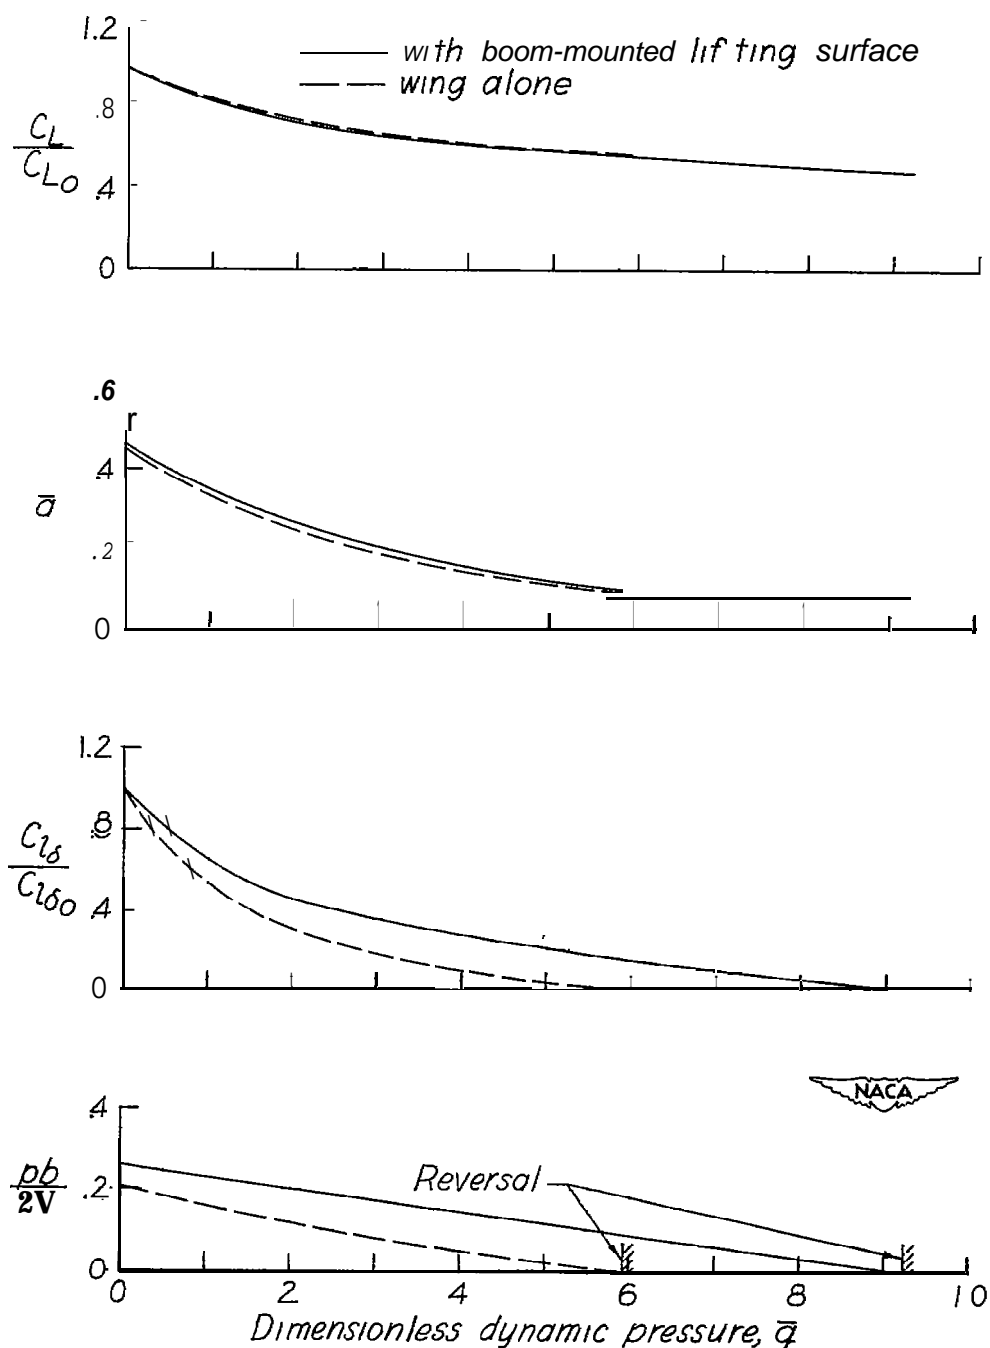 1.2
with boom-mounted lifting surface
wing alone
.8
C_L
C_L0
.4
0
.6
r
.4
ā
.2
0
1.2
.8
C_lδ
C_lδ0
.4
0
NACA
.4
pb
2V
.2
Reversal
0
0 2 4 6 8 10
Dimensionless dynamic pressure, q̄